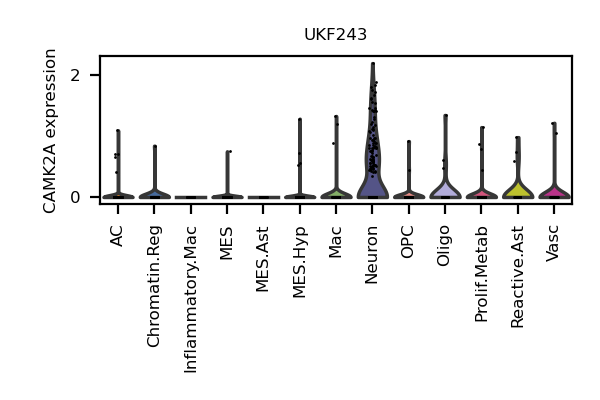 UKF243
CAMK2A expression
2
0
AC
Chromatin.Reg
Inflammatory.Mac
MES
MES.Ast
MES.Hyp
Mac
Neuron
OPC
Oligo
Prolif.Metab
Reactive.Ast
Vasc